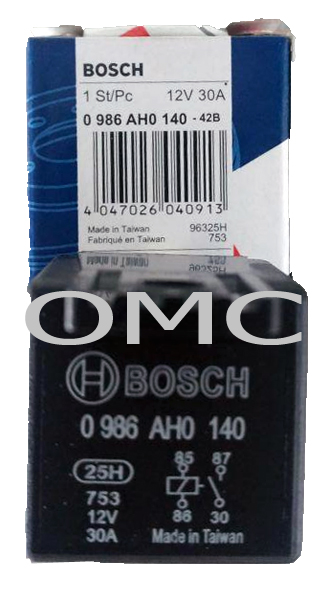 BOSCH
1 St/Pc 12V 30A
0 986 AH0 140 - 42B
4 047026 040913
Made in Taiwan 96325H
Fabriqué en Taiwan 753
OMC
BOSCH
0 986 AH0 140
25H
85 87
753
12V
86 30
30A Made in Taiwan